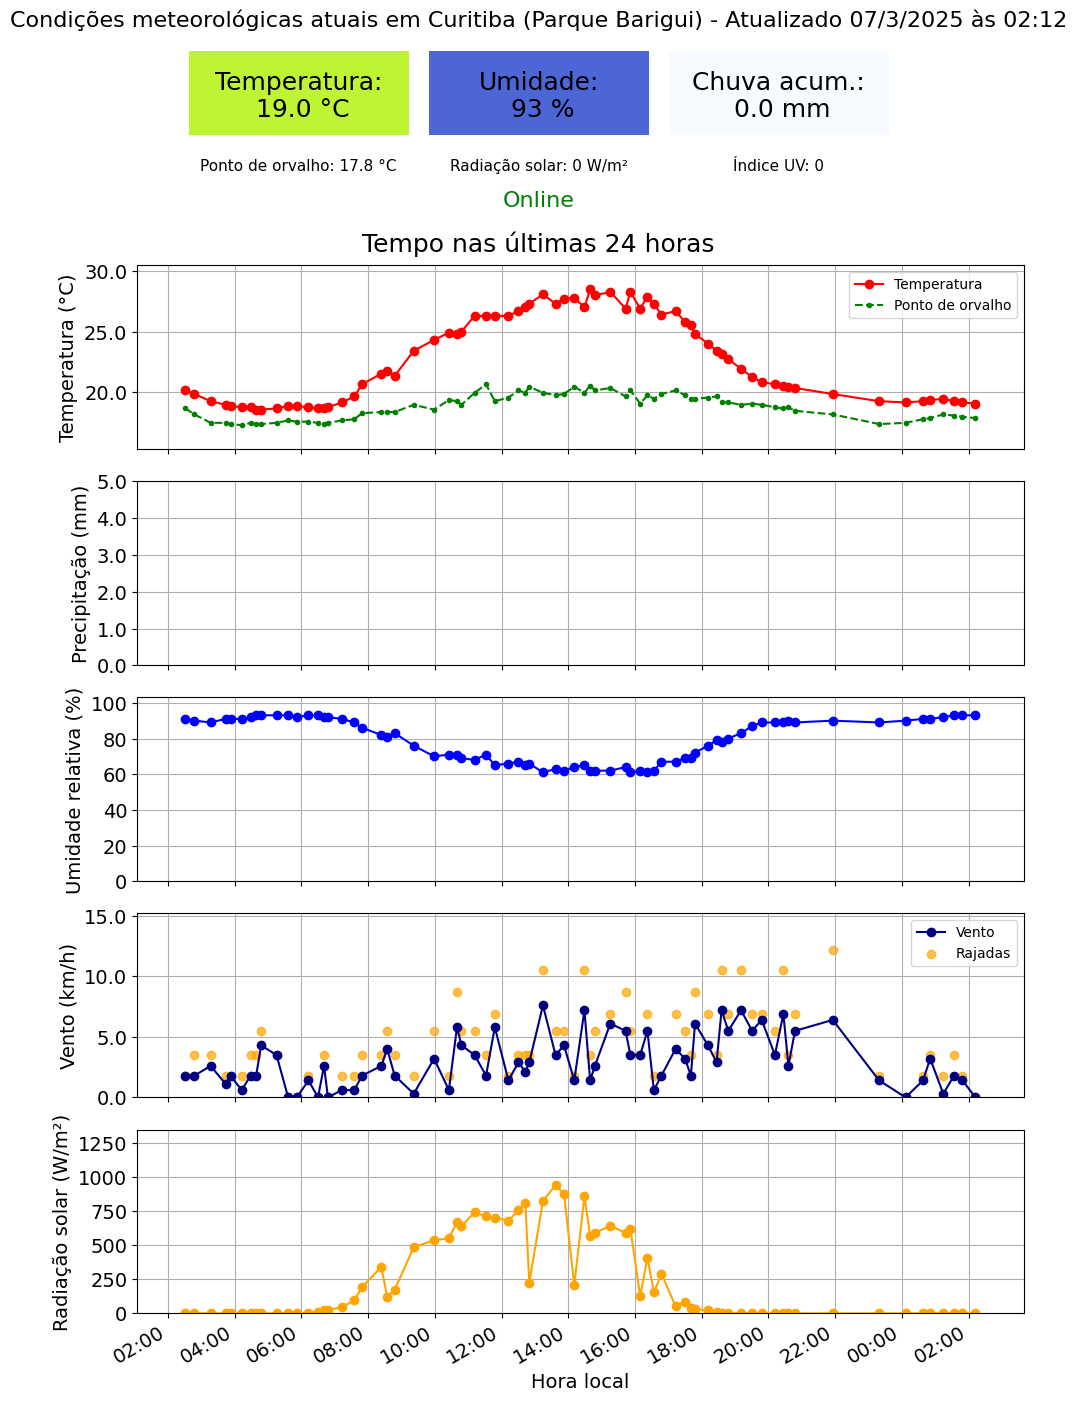 Condições meteorológicas atuais em Curitiba (Parque Barigui) - Atualizado 07/3/2025 às 02:12
Temperatura:
19.0 °C
Umidade:
93 %
Chuva acum.:
0.0 mm
Ponto de orvalho: 17.8 °C
Radiação solar: 0 W/m²
Índice UV: 0
Online
Tempo nas últimas 24 horas
Temperatura (°C)
30.0
25.0
20.0
Temperatura
Ponto de orvalho
Precipitação (mm)
5.0
4.0
3.0
2.0
1.0
0.0
Umidade relativa (%)
100
80
60
40
20
0
Vento (km/h)
15.0
10.0
5.0
0.0
Vento
Rajadas
Radiação solar (W/m²)
1250
1000
750
500
250
0
02:00 04:00 06:00 08:00 10:00 12:00 14:00 16:00 18:00 20:00 22:00 00:00 02:00
Hora local